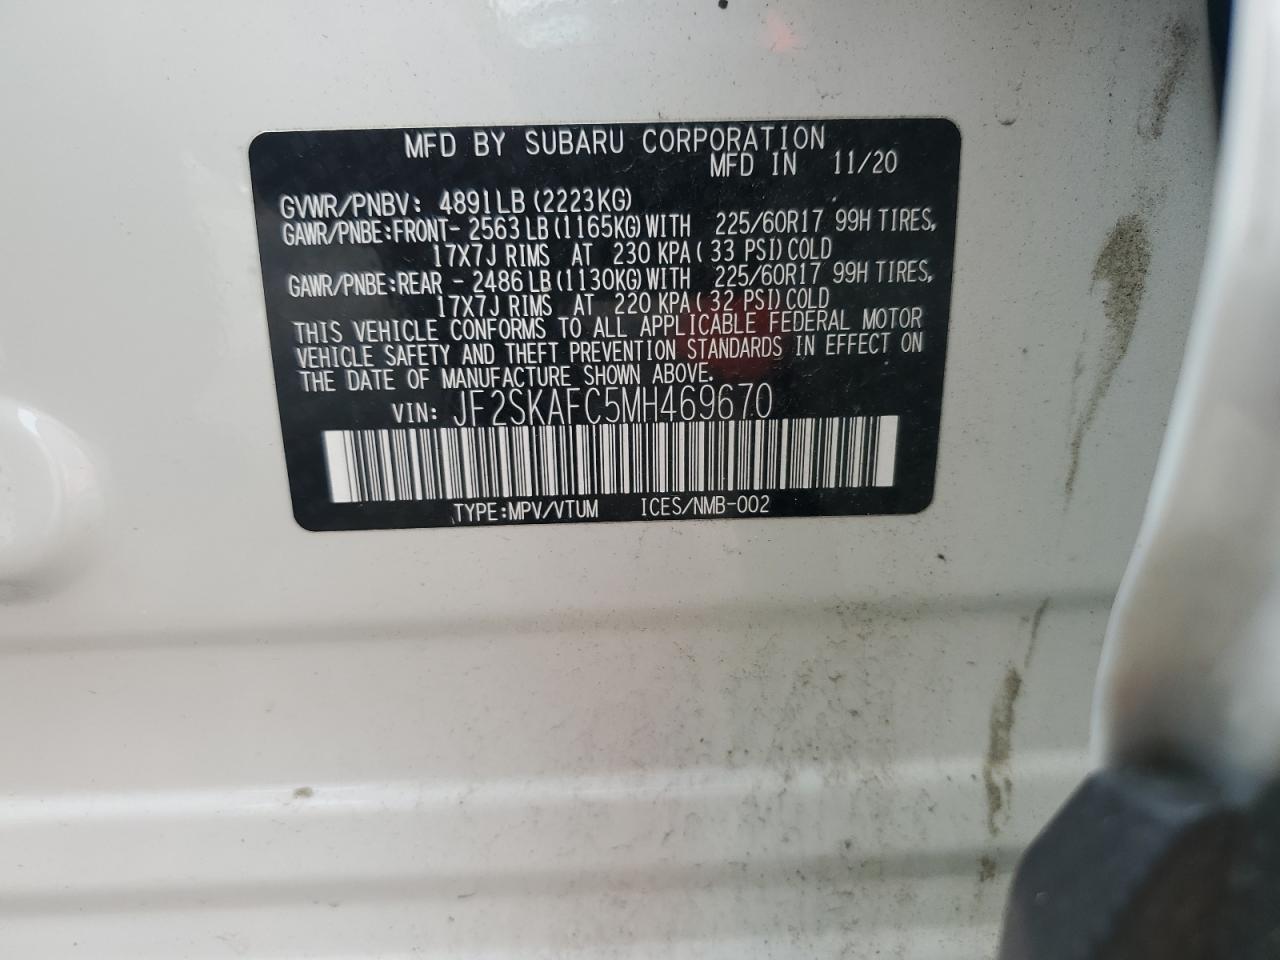 MFD BY SUBARU CORPORATION
MFD IN 11/20
GVWR/PNBV: 4891LB (2223KG)
GAWR/PNBE:FRONT- 2563 LB (1165KG) WITH 225/60R17 99H TIRES,
17X7J RIMS AT 230 KPA ( 33 PSI) COLD
GAWR/PNBE:REAR - 2486 LB (1130KG) WITH 225/60R17 99H TIRES,
17X7J RIMS AT 220 KPA ( 32 PSI) COLD
THIS VEHICLE CONFORMS TO ALL APPLICABLE FEDERAL MOTOR
VEHICLE SAFETY AND THEFT PREVENTION STANDARDS IN EFFECT ON
THE DATE OF MANUFACTURE SHOWN ABOVE.
VIN: JF2SKAFC5MH469670
TYPE:MPV/VTUM ICES/NMB-002